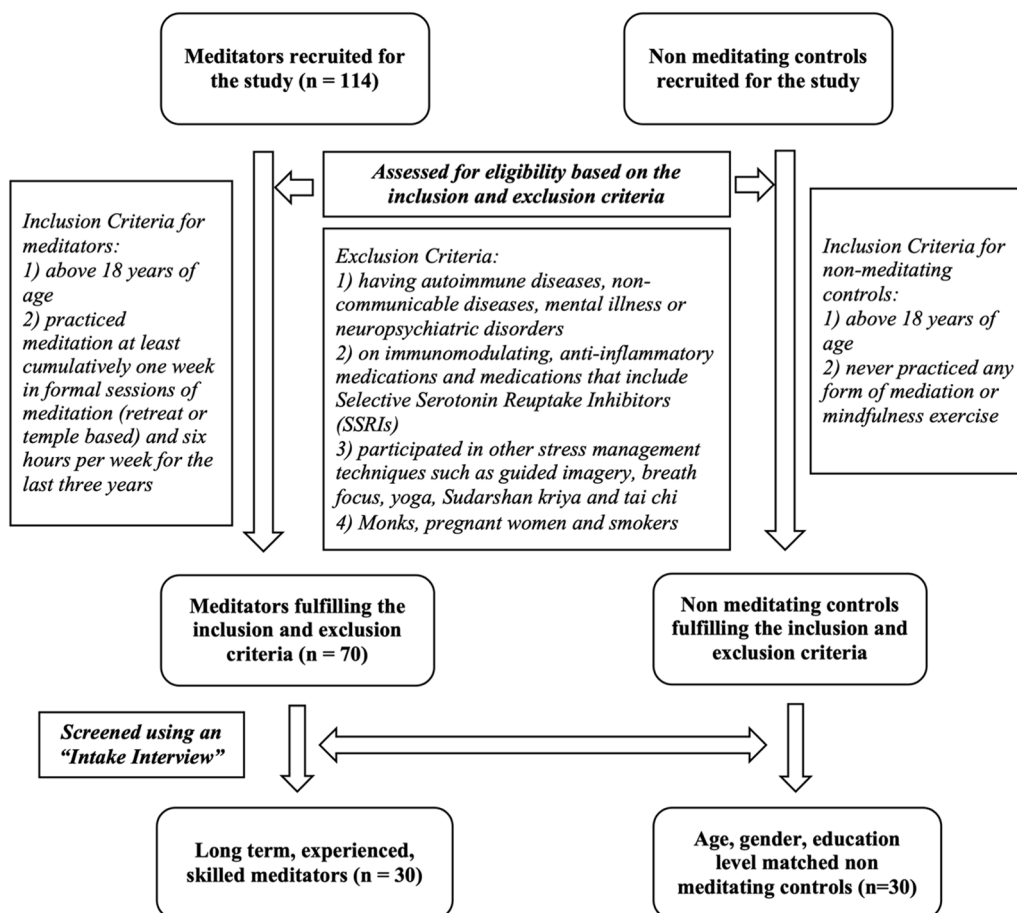 Meditators recruited for
the study (n = 114)
Non meditating controls
recruited for the study
Assessed for eligibility based on the
inclusion and exclusion criteria
Inclusion Criteria for
meditators:
1) above 18 years of
age
2) practiced
meditation at least
cumulatively one week
in formal sessions of
meditation (retreat or
temple based) and six
hours per week for the
last three years
Exclusion Criteria:
1) having autoimmune diseases, non-
communicable diseases, mental illness or
neuropsychiatric disorders
2) on immunomodulating, anti-inflammatory
medications and medications that include
Selective Serotonin Reuptake Inhibitors
(SSRIs)
3) participated in other stress management
techniques such as guided imagery, breath
focus, yoga, Sudarshan kriya and tai chi
4) Monks, pregnant women and smokers
Inclusion Criteria for
non-meditating
controls:
1) above 18 years of
age
2) never practiced any
form of mediation or
mindfulness exercise
Meditators fulfilling the
inclusion and exclusion
criteria (n = 70)
Non meditating controls
fulfilling the inclusion and
exclusion criteria
Screened using an
“Intake Interview”
Long term, experienced,
skilled meditators (n = 30)
Age, gender, education
level matched non
meditating controls (n=30)